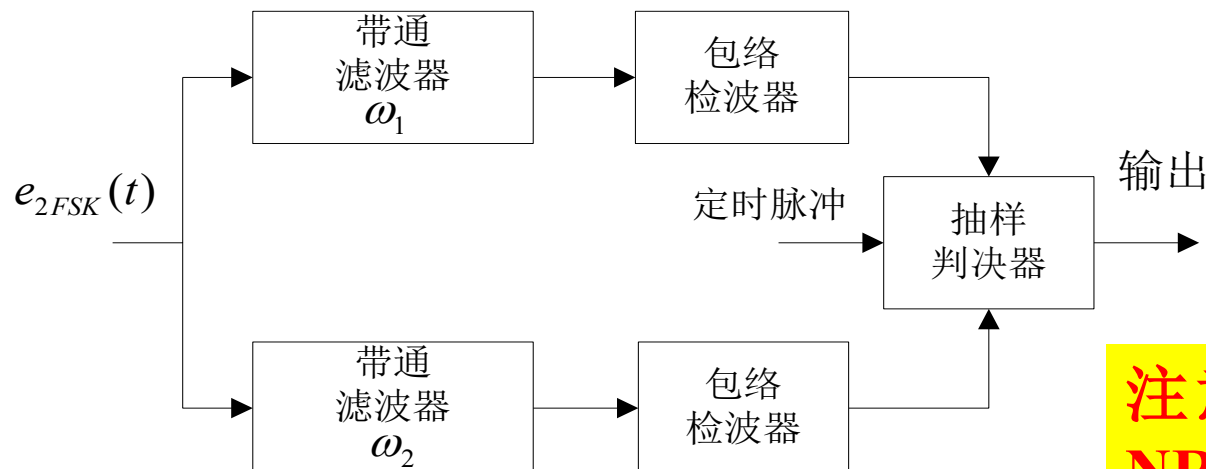 带通
滤波器
ω₁
包络
检波器
e₂FSK(t)
定时脉冲
抽样
判决器
输出
带通
滤波器
ω₂
包络
检波器
注